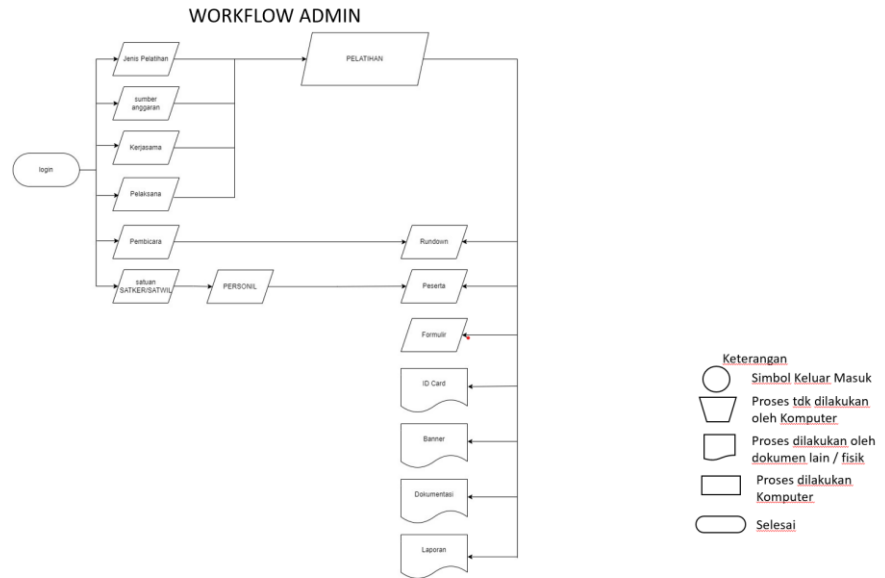 WORKFLOW ADMIN
Jenis Pelatihan
PELATIHAN
sumber
anggaran
Kerjasama
login
Pelaksana
Pembicara
Rundown
satuan
SATKER/SATWIL
PERSONIL
Peserta
Formulir
ID Card
Banner
Dokumentasi
Laporan
Keterangan
Simbol Keluar Masuk
Proses tdk dilakukan
oleh Komputer
Proses dilakukan oleh
dokumen lain / fisik
Proses dilakukan
Komputer
Selesai